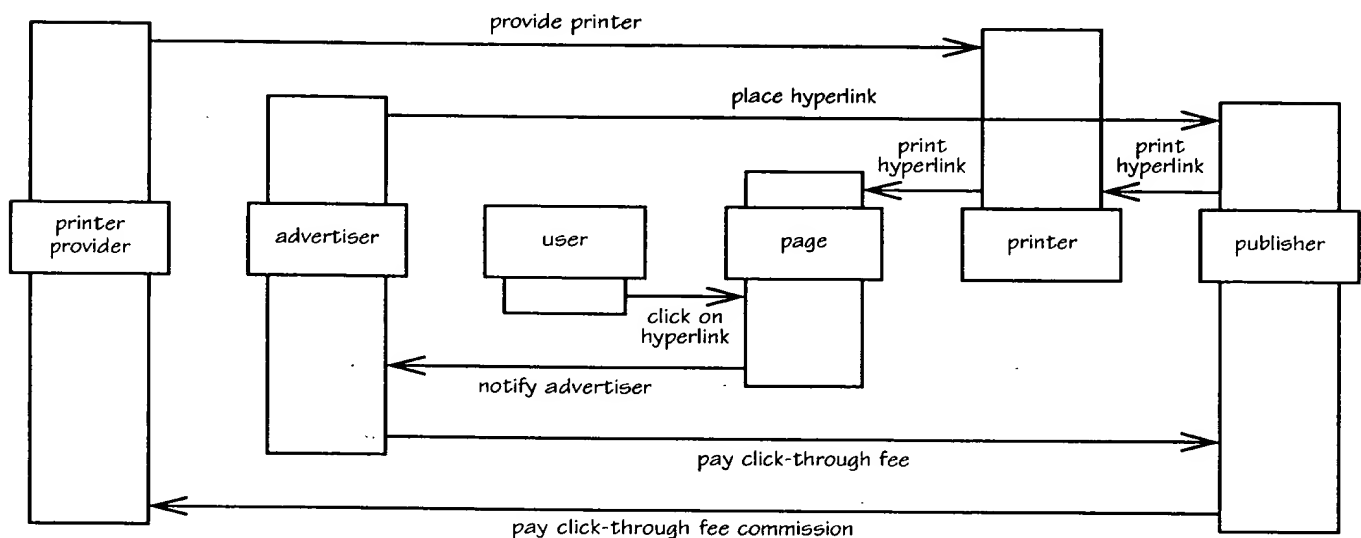 provide printer
place hyperlink
print
hyperlink
print
hyperlink
printer
provider
advertiser
user
page
printer
publisher
click on
hyperlink
notify advertiser
pay click-through fee
pay click-through fee commission